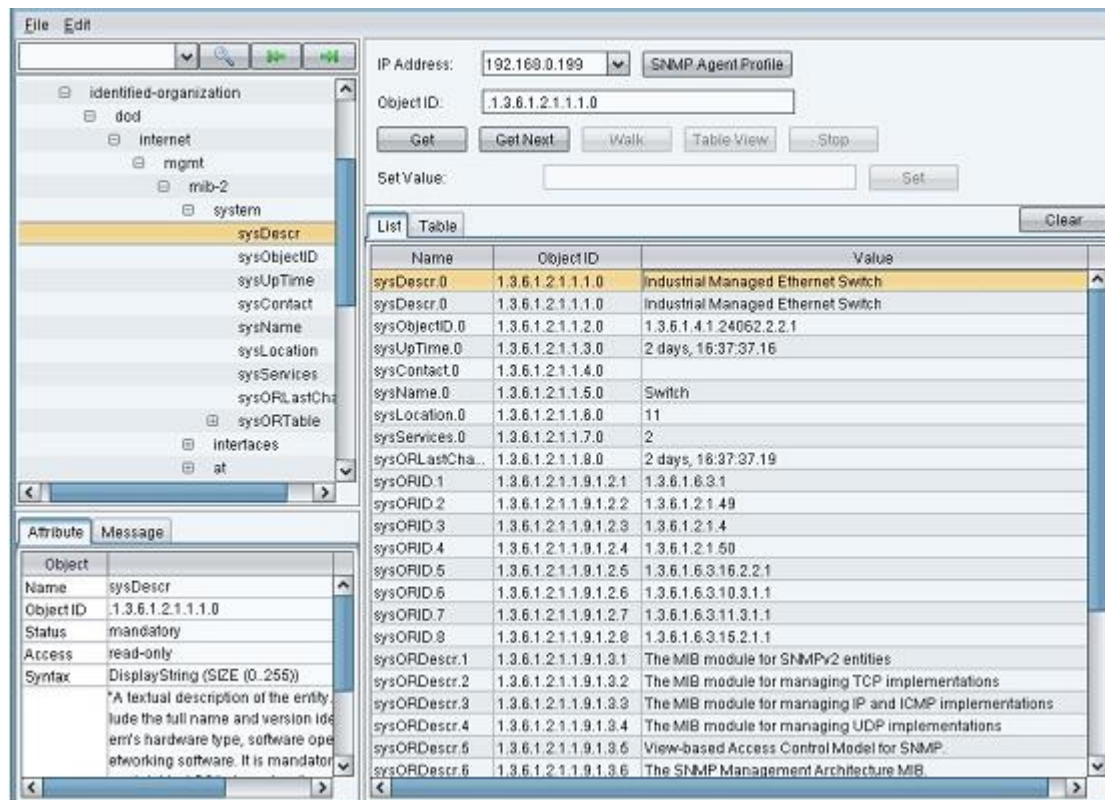 File Edit
identified-organization
dod
internet
mgmt
mib-2
system
sysDescr
sysObjectID
sysUpTime
sysContact
sysName
sysLocation
sysServices
sysORLastCha
sysORTable
interfaces
at
Attribute Message
Object
Name sysDescr
Object ID .1.3.6.1.2.1.1.1.0
Status mandatory
Access read-only
Syntax DisplayString (SIZE (0..255))
"A textual description of the entity.
lude the full name and version ide
em's hardware type, software ope
etworking software. It is mandator
IP Address: 192.168.0.199 SNMP Agent Profile
Object ID: .1.3.6.1.2.1.1.1.0
Get Get Next Walk Table View Stop
Set Value: Set
List Table Clear
Name Object ID Value
sysDescr.0 1.3.6.1.2.1.1.1.0 Industrial Managed Ethernet Switch
sysDescr.0 1.3.6.1.2.1.1.1.0 Industrial Managed Ethernet Switch
sysObjectID.0 1.3.6.1.2.1.1.2.0 1.3.6.1.4.1.24062.2.2.1
sysUpTime.0 1.3.6.1.2.1.1.3.0 2 days, 16:37:37.16
sysContact.0 1.3.6.1.2.1.1.4.0
sysName.0 1.3.6.1.2.1.1.5.0 Switch
sysLocation.0 1.3.6.1.2.1.1.6.0 11
sysServices.0 1.3.6.1.2.1.1.7.0 2
sysORLastCha... 1.3.6.1.2.1.1.8.0 2 days, 16:37:37.19
sysORID.1 1.3.6.1.2.1.1.9.1.2.1 1.3.6.1.6.3.1
sysORID.2 1.3.6.1.2.1.1.9.1.2.2 1.3.6.1.2.1.49
sysORID.3 1.3.6.1.2.1.1.9.1.2.3 1.3.6.1.2.1.4
sysORID.4 1.3.6.1.2.1.1.9.1.2.4 1.3.6.1.2.1.50
sysORID.5 1.3.6.1.2.1.1.9.1.2.5 1.3.6.1.6.3.16.2.2.1
sysORID.6 1.3.6.1.2.1.1.9.1.2.6 1.3.6.1.6.3.10.3.1.1
sysORID.7 1.3.6.1.2.1.1.9.1.2.7 1.3.6.1.6.3.11.3.1.1
sysORID.8 1.3.6.1.2.1.1.9.1.2.8 1.3.6.1.6.3.15.2.1.1
sysORDescr.1 1.3.6.1.2.1.1.9.1.3.1 The MIB module for SNMPv2 entities
sysORDescr.2 1.3.6.1.2.1.1.9.1.3.2 The MIB module for managing TCP implementations
sysORDescr.3 1.3.6.1.2.1.1.9.1.3.3 The MIB module for managing IP and ICMP implementations
sysORDescr.4 1.3.6.1.2.1.1.9.1.3.4 The MIB module for managing UDP implementations
sysORDescr.5 1.3.6.1.2.1.1.9.1.3.5 View-based Access Control Model for SNMP.
sysORDescr.6 1.3.6.1.2.1.1.9.1.3.6 The SNMP Management Architecture MIB.